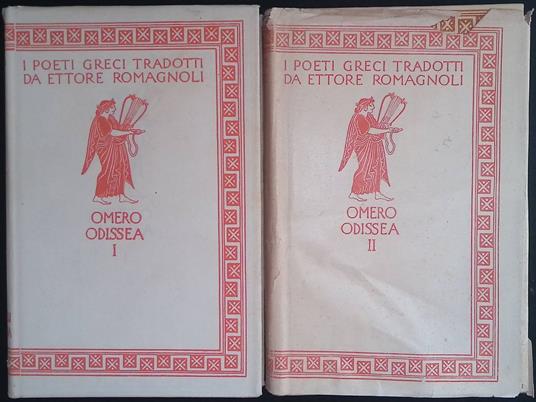 I POETI GRECI TRADOTTI
DA ETTORE ROMAGNOLI
OMERO
ODISSEA
I
I POETI GRECI TRADOTTI
DA ETTORE ROMAGNOLI
OMERO
ODISSEA
II